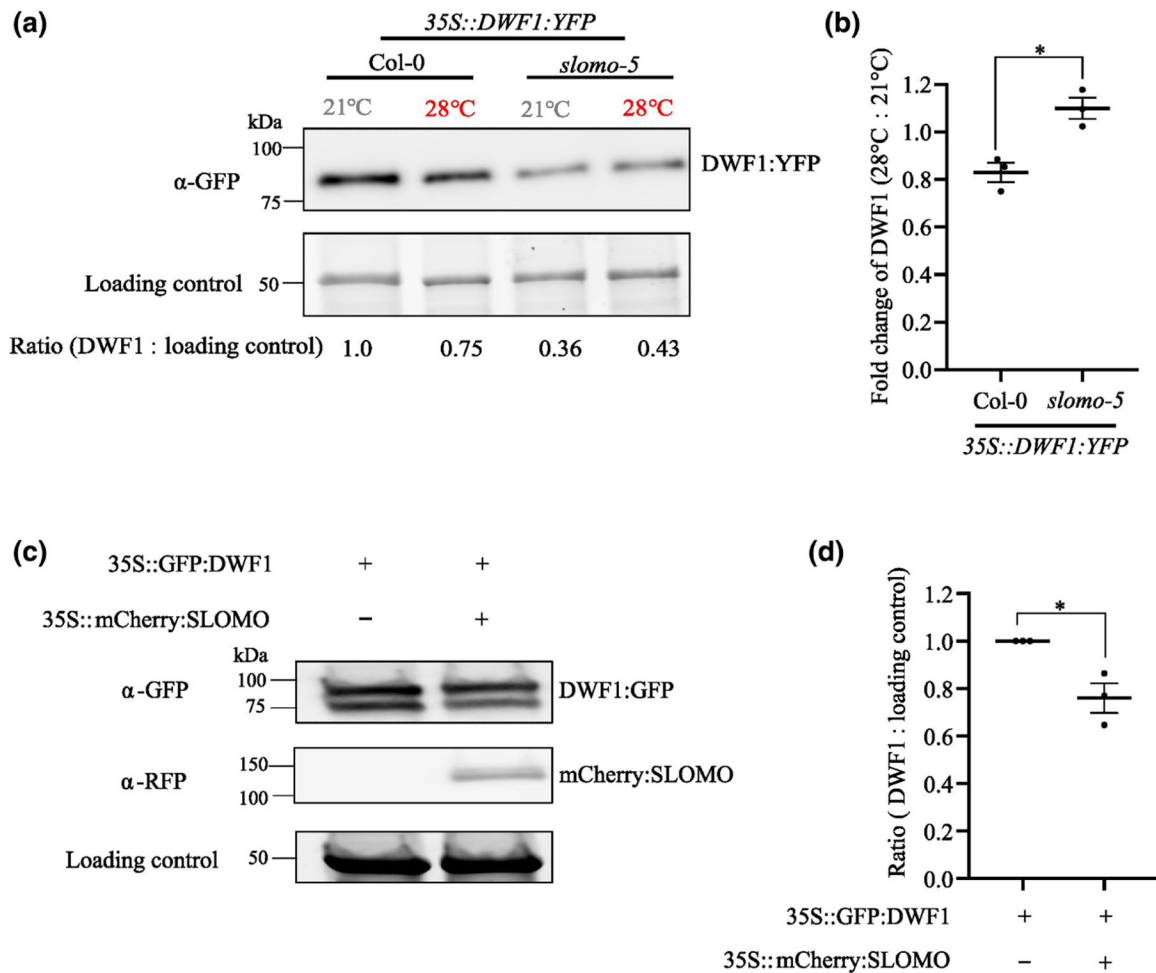 (a)
35S::DWF1:YFP
Col-0 slomo-5
21°C 28°C 21°C 28°C
kDa
100
α-GFP
75
DWF1:YFP
Loading control 50
Ratio (DWF1 : loading control) 1.0 0.75 0.36 0.43
(b)
Fold change of DWF1 (28°C : 21°C)
*
1.2
1.0
0.8
0.6
0.4
0.2
0.0
Col-0 slomo-5
35S::DWF1:YFP
(c)
35S::GFP:DWF1 + +
35S::mCherry:SLOMO − +
kDa
100
α-GFP
75
DWF1:GFP
150
α-RFP
100
mCherry:SLOMO
Loading control 50
(d)
Ratio ( DWF1 : loading control)
*
1.2
1.0
0.8
0.6
0.4
0.2
0.0
35S::GFP:DWF1 + +
35S::mCherry:SLOMO − +